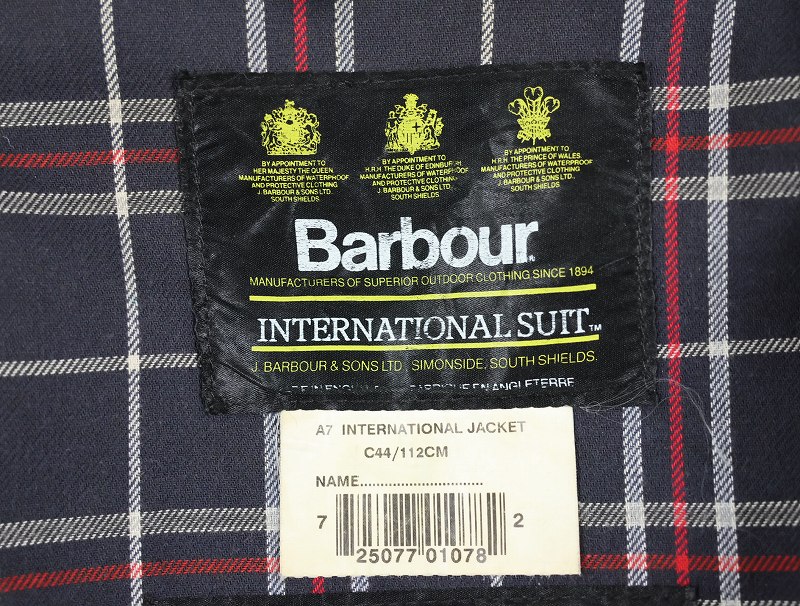 BY APPOINTMENT TO
HER MAJESTY THE QUEEN
MANUFACTURERS OF WATERPROOF
AND PROTECTIVE CLOTHING
J. BARBOUR & SONS LTD.
SOUTH SHIELDS.
BY APPOINTMENT TO
H.R.H. THE DUKE OF EDINBURGH
MANUFACTURERS OF WATERPROOF
AND PROTECTIVE CLOTHING
J. BARBOUR & SONS LTD.
SOUTH SHIELDS.
BY APPOINTMENT TO
H.R.H. THE PRINCE OF WALES.
MANUFACTURERS OF WATERPROOF
AND PROTECTIVE CLOTHING
J. BARBOUR & SONS LTD.
SOUTH SHIELDS.
Barbour.
MANUFACTURERS OF SUPERIOR OUTDOOR CLOTHING SINCE 1894
INTERNATIONAL SUIT™
J. BARBOUR & SONS LTD. SIMONSIDE, SOUTH SHIELDS.
EN ANGLETERRE
A7 INTERNATIONAL JACKET
C44/112CM
NAME..............................
7 25077 01078 2